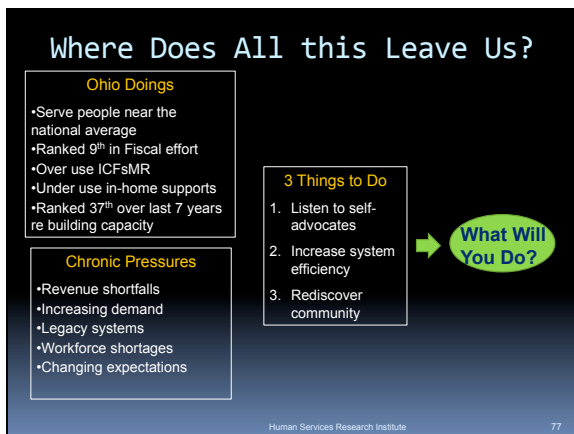 Where Does All this Leave Us?
Ohio Doings
•Serve people near the
national average
•Ranked 9th in Fiscal effort
•Over use ICFsMR
•Under use in-home supports
•Ranked 37th over last 7 years
re building capacity
Chronic Pressures
•Revenue shortfalls
•Increasing demand
•Legacy systems
•Workforce shortages
•Changing expectations
3 Things to Do
1. Listen to self-
advocates
2. Increase system
efficiency
3. Rediscover
community
What Will
You Do?
Human Services Research Institute
77